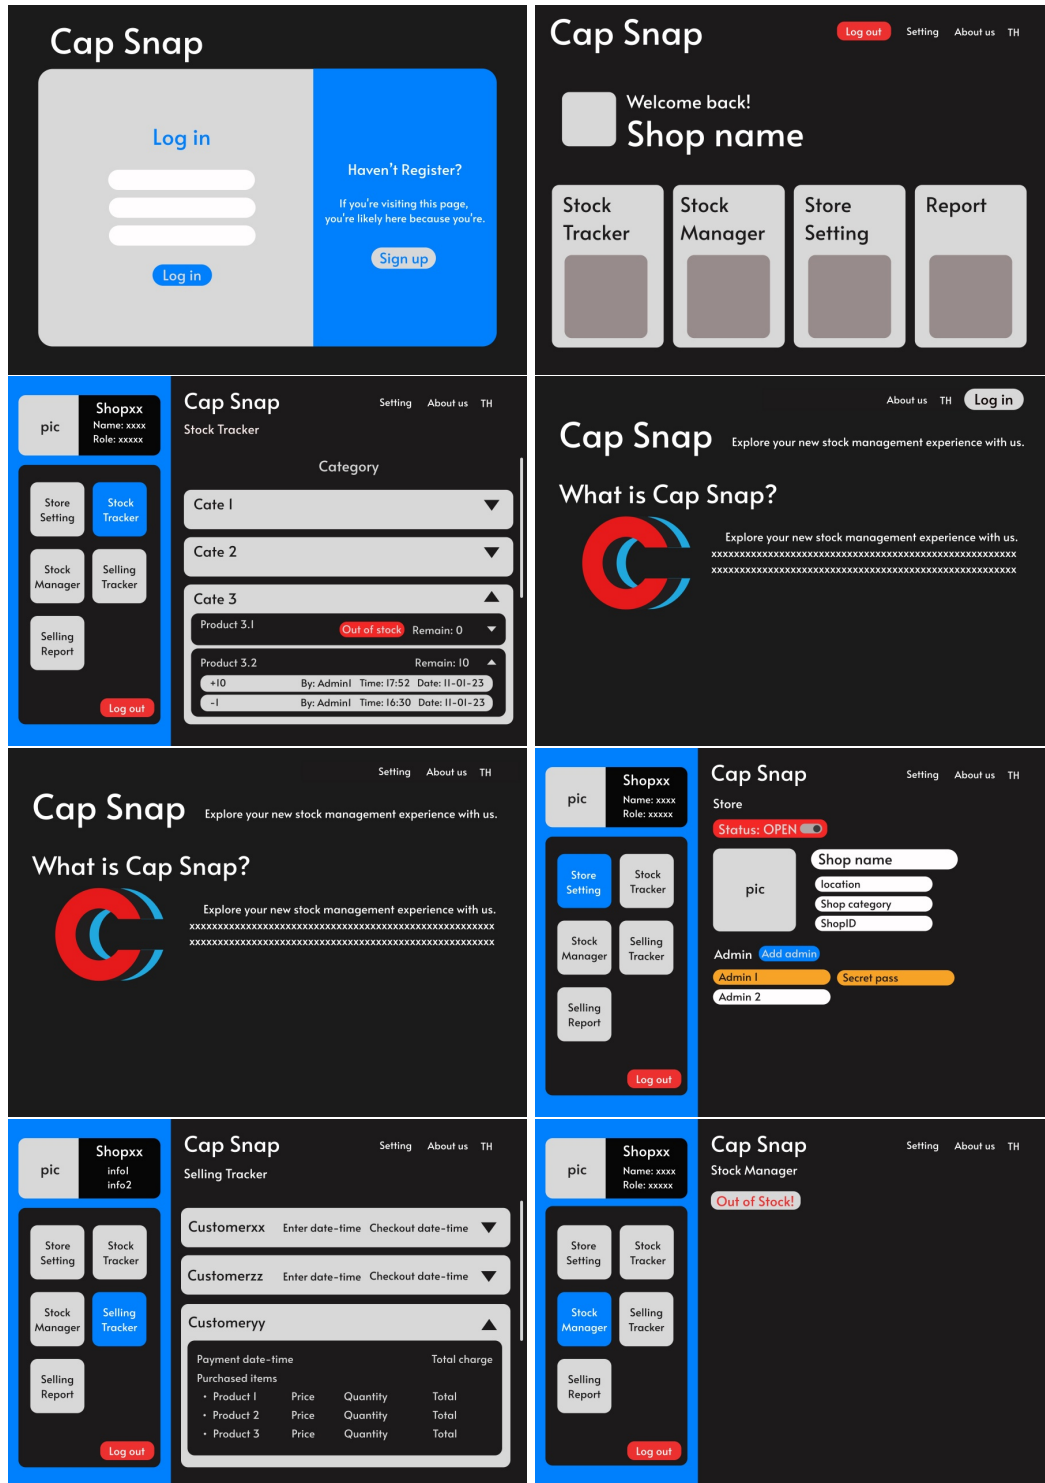 Cap Snap
Log in
Log in
Haven't Register?
If you're visiting this page,
you're likely here because you're.
Sign up
Cap Snap
Log out Setting About us TH
Welcome back!
Shop name
Stock
Tracker
Stock
Manager
Store
Setting
Report
pic
Shopxx
Name: xxxx
Role: xxxxx
Store
Setting
Stock
Tracker
Stock
Manager
Selling
Tracker
Selling
Report
Log out
Cap Snap
Setting About us TH
Stock Tracker
Category
Cate 1
Cate 2
Cate 3
Product 3.1 Out of stock Remain: 0
Product 3.2 Remain: 10
+10 By: Admin1 Time: 17:52 Date: 11-01-23
-1 By: Admin1 Time: 16:30 Date: 11-01-23
About us TH Log in
Cap Snap Explore your new stock management experience with us.
What is Cap Snap?
Explore your new stock management experience with us.
xxxxxxxxxxxxxxxxxxxxxxxxxxxxxxxxxxxxxxxxxxxxxxxxxxxxxx
xxxxxxxxxxxxxxxxxxxxxxxxxxxxxxxxxxxxxxxxxxxxxxxxxxxxxx
Setting About us TH
Cap Snap Explore your new stock management experience with us.
What is Cap Snap?
Explore your new stock management experience with us.
xxxxxxxxxxxxxxxxxxxxxxxxxxxxxxxxxxxxxxxxxxxxxxxxxxxxxx
xxxxxxxxxxxxxxxxxxxxxxxxxxxxxxxxxxxxxxxxxxxxxxxxxxxxxx
pic
Shopxx
Name: xxxx
Role: xxxxx
Store
Setting
Stock
Tracker
Stock
Manager
Selling
Tracker
Selling
Report
Log out
Cap Snap
Setting About us TH
Store
Status: OPEN
pic
Shop name
location
Shop category
ShopID
Admin Add admin
Admin 1 Secret pass
Admin 2
pic
Shopxx
info1
info2
Store
Setting
Stock
Tracker
Stock
Manager
Selling
Tracker
Selling
Report
Log out
Cap Snap
Setting About us TH
Selling Tracker
Customerxx Enter date-time Checkout date-time
Customerzz Enter date-time Checkout date-time
Customeryy
Payment date-time Total charge
Purchased items
• Product 1 Price Quantity Total
• Product 2 Price Quantity Total
• Product 3 Price Quantity Total
pic
Shopxx
Name: xxxx
Role: xxxxx
Store
Setting
Stock
Tracker
Stock
Manager
Selling
Tracker
Selling
Report
Log out
Cap Snap
Setting About us TH
Stock Manager
Out of Stock!